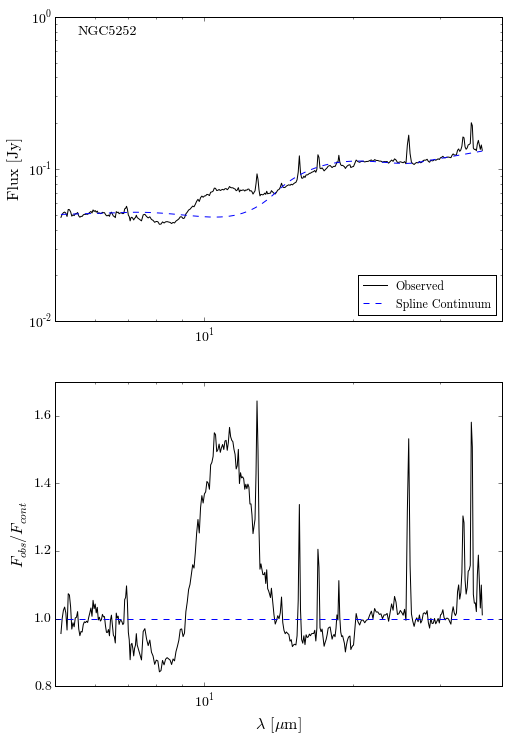 10^0
NGC5252
Flux [Jy]
10^-1
Observed
Spline Continuum
10^-2
10^1
1.6
1.4
F_obs/F_cont
1.2
1.0
0.8
10^1
λ [μm]